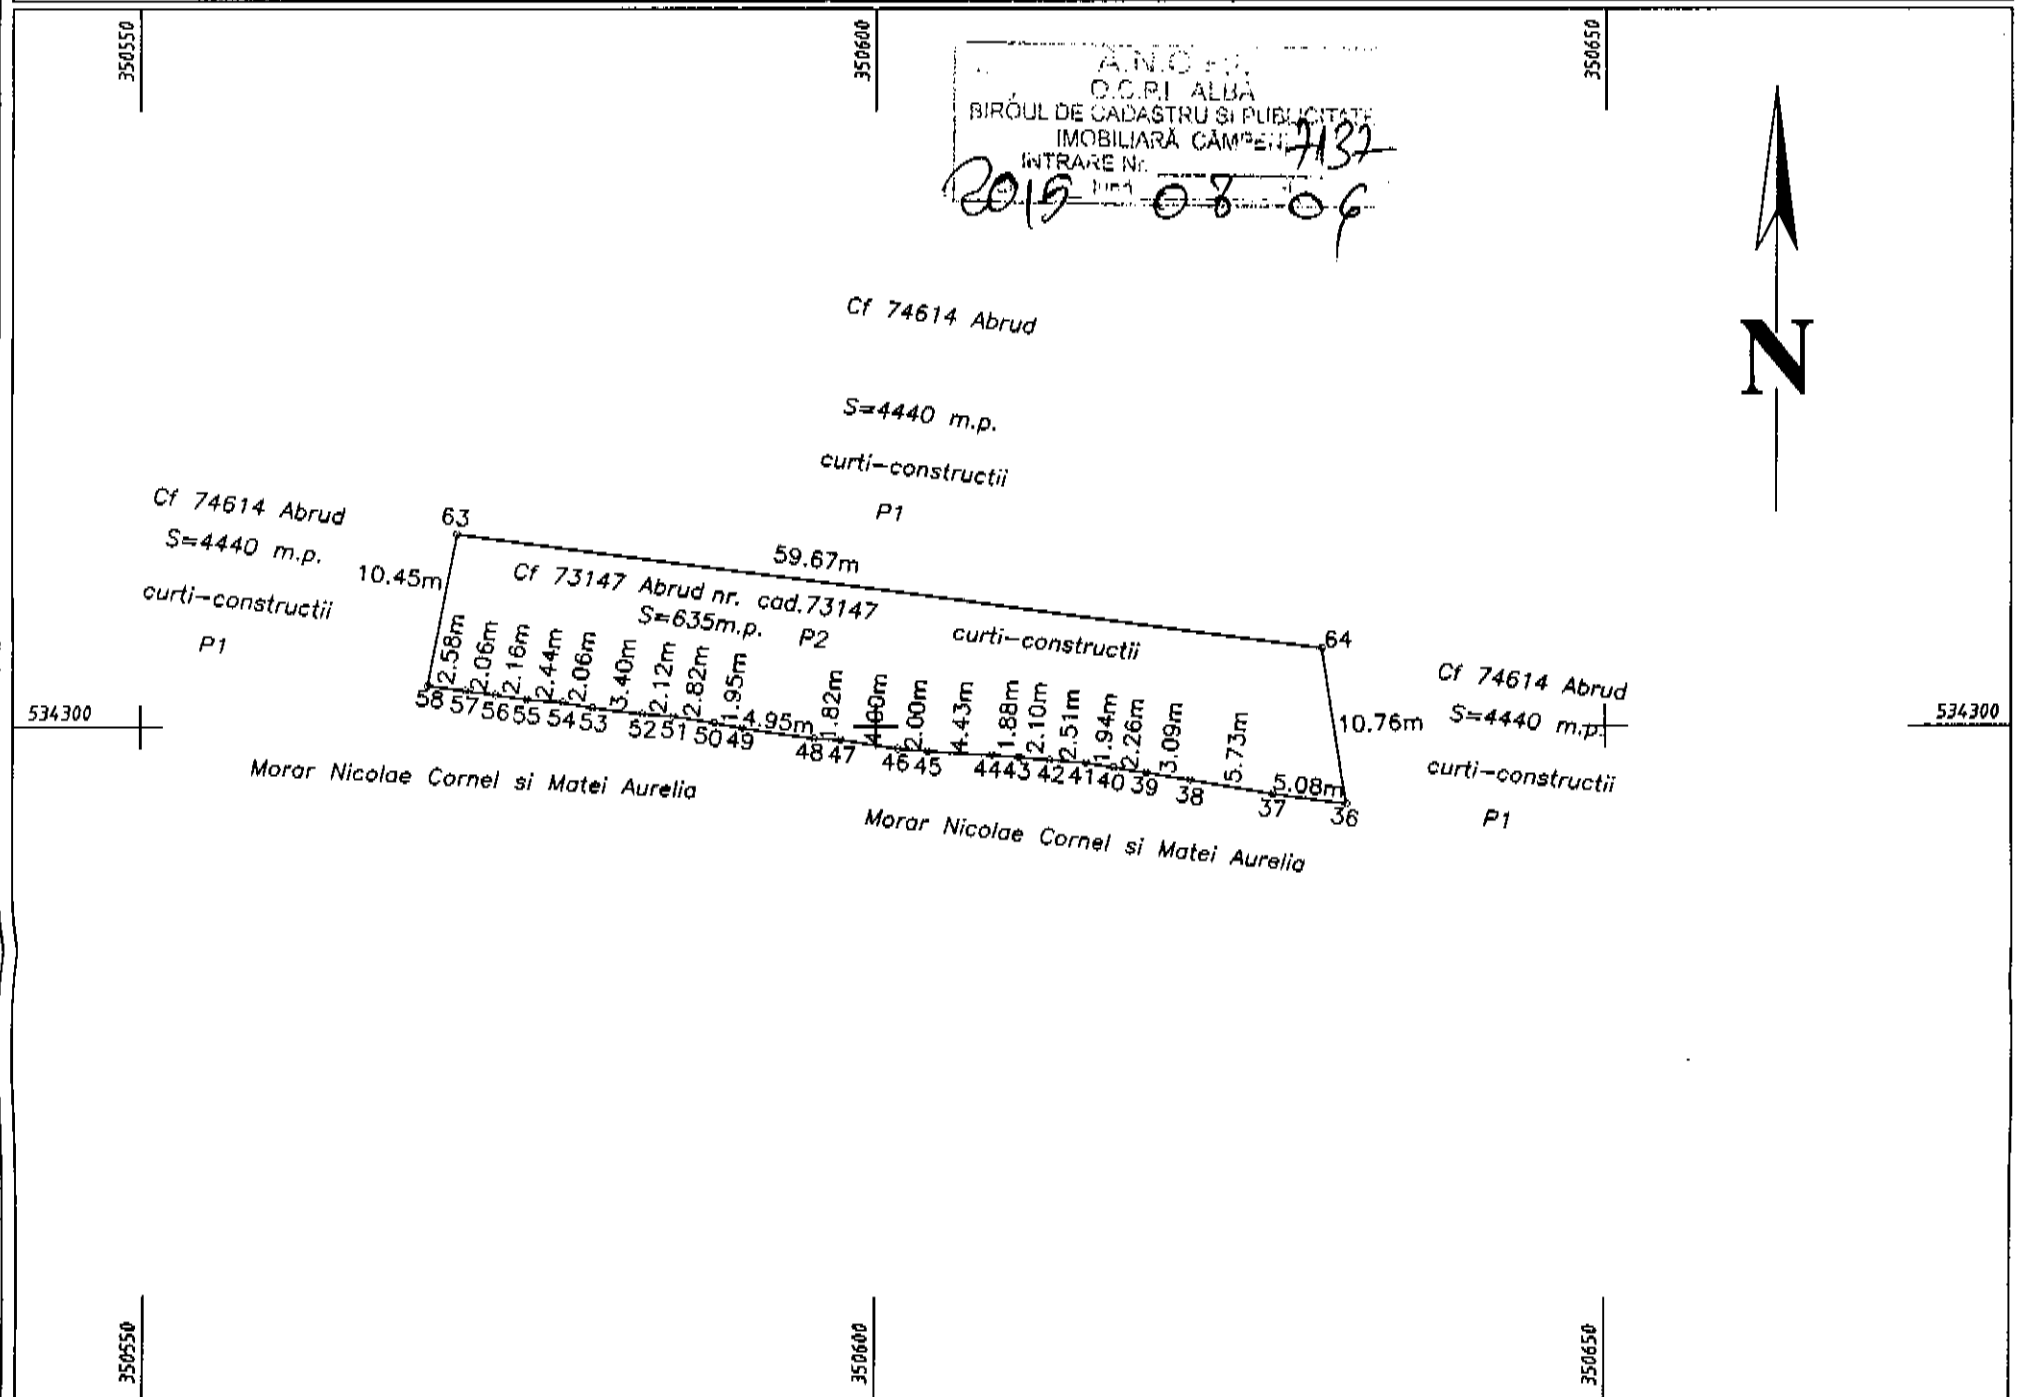 350550
350600
350650
O.C.P.I ALBA
BIROUL DE CADASTRU SI PUBLICITATE
IMOBILIARĂ CÂMPENI 7137
INTRARE Nr.
2015 luna 08 06
N
Cf 74614 Abrud
S=4440 m.p.
curti-constructii
P1
Cf 74614 Abrud
S=4440 m.p.
curti-constructii
P1
63
10.45m
59.67m
Cf 73147 Abrud nr. cad.73147
S=635m.p. P2
curti-constructii
64
10.76m
Cf 74614 Abrud
S=4440 m.p.
curti-constructii
P1
2.58m 2.06m 2.16m 2.44m 2.06m 3.40m 2.12m 2.82m 1.95m 4.95m 1.82m 4.00m 2.00m 4.43m 1.88m 2.10m 2.51m 1.94m 2.26m 3.09m 5.73m 5.08m
58 57 56 55 54 53 52 51 50 49 48 47 46 45 44 43 42 41 40 39 38 37 36
534300
534300
Morar Nicolae Cornel si Matei Aurelia
Morar Nicolae Cornel si Matei Aurelia
350550
350600
350650